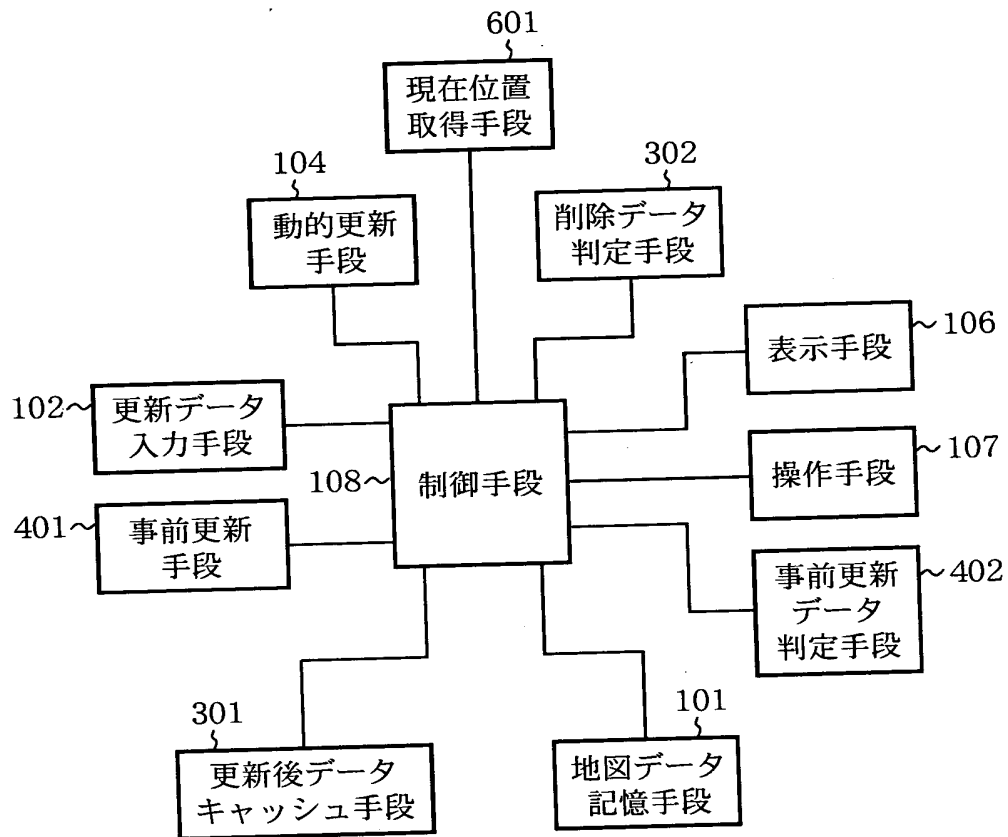 601
現在位置
取得手段
104
動的更新
手段
302
削除データ
判定手段
106
表示手段
102
更新データ
入力手段
108
制御手段
107
操作手段
401
事前更新
手段
402
事前更新
データ
判定手段
301
更新後データ
キャッシュ手段
101
地図データ
記憶手段